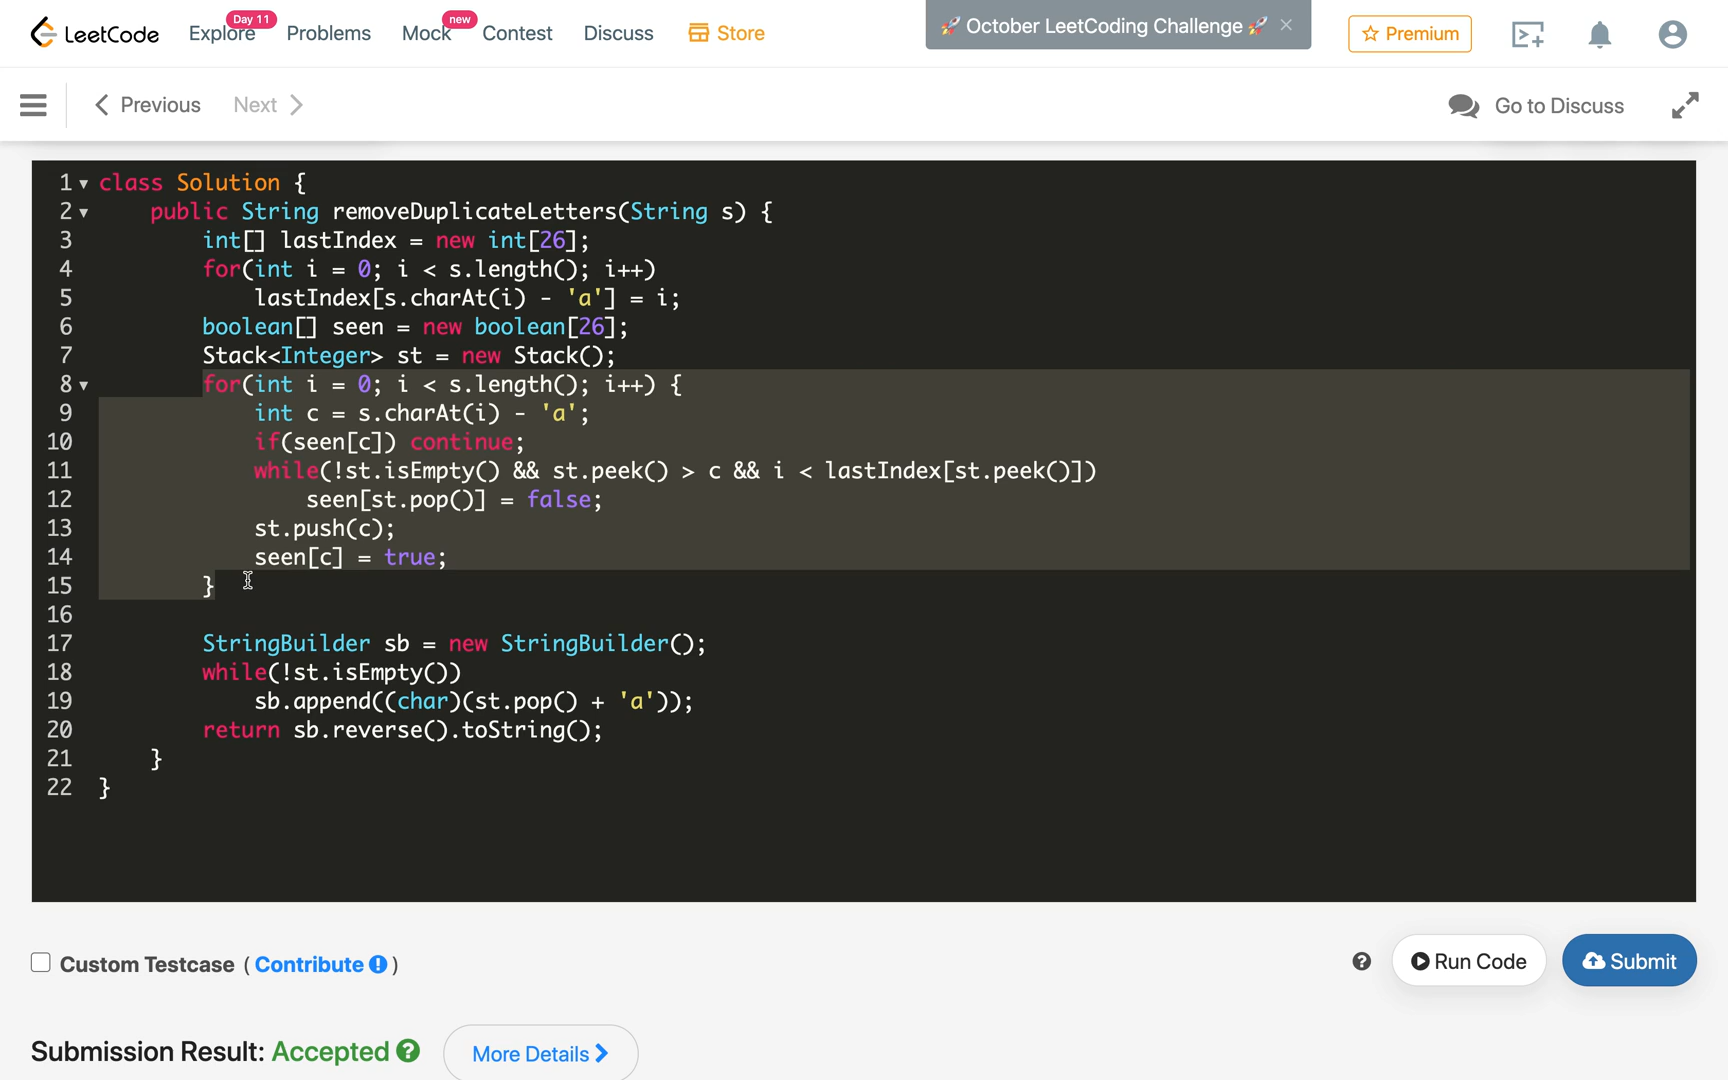 LeetCode Explore Day 11 Problems Mock new Contest Discuss Store 🚀 October LeetCoding Challenge 🚀 × Premium
Previous Next Go to Discuss
1 class Solution {
2 public String removeDuplicateLetters(String s) {
3 int[] lastIndex = new int[26];
4 for(int i = 0; i < s.length(); i++)
5 lastIndex[s.charAt(i) - 'a'] = i;
6 boolean[] seen = new boolean[26];
7 Stack<Integer> st = new Stack();
8 for(int i = 0; i < s.length(); i++) {
9 int c = s.charAt(i) - 'a';
10 if(seen[c]) continue;
11 while(!st.isEmpty() && st.peek() > c && i < lastIndex[st.peek()])
12 seen[st.pop()] = false;
13 st.push(c);
14 seen[c] = true;
15 }
16
17 StringBuilder sb = new StringBuilder();
18 while(!st.isEmpty())
19 sb.append((char)(st.pop() + 'a'));
20 return sb.reverse().toString();
21 }
22 }
Custom Testcase ( Contribute ! ) ? Run Code Submit
Submission Result: Accepted ? More Details